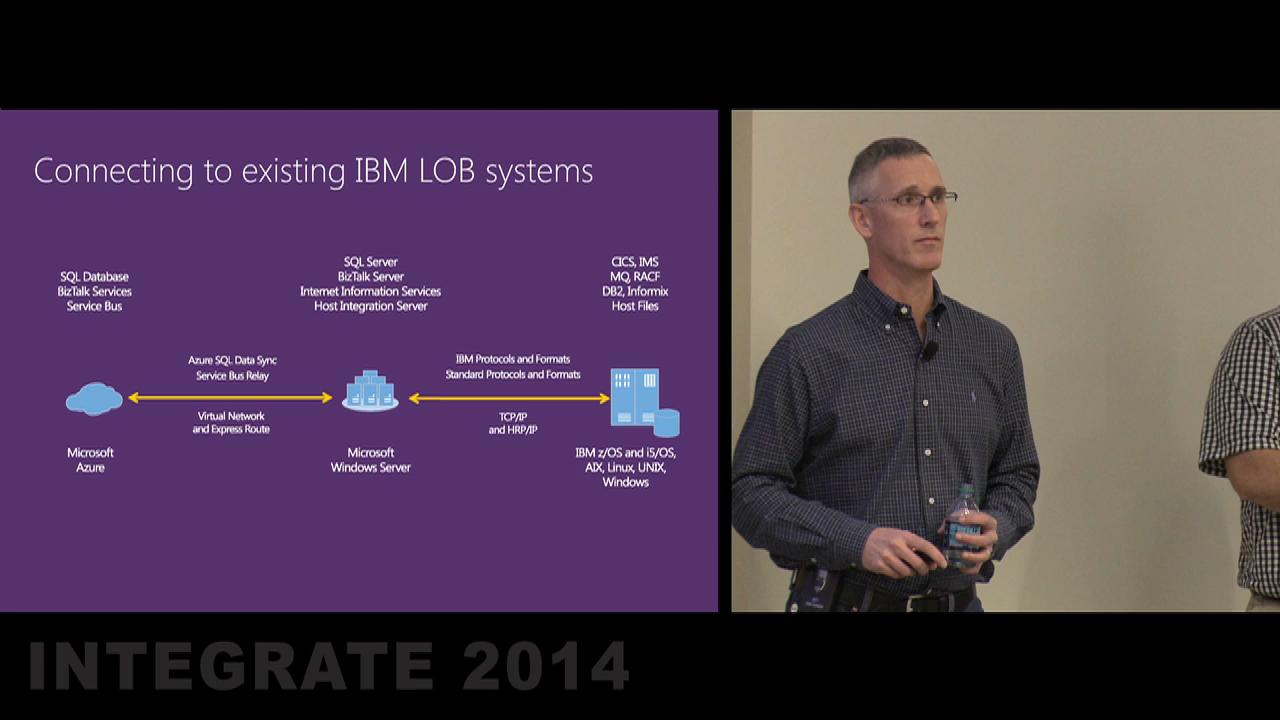 Connecting to existing IBM LOB systems
SQL Database
BizTalk Services
Service Bus
SQL Server
BizTalk Server
Internet Information Services
Host Integration Server
CICS, IMS
MQ, RACF
DB2, Informix
Host Files
Azure SQL Data Sync
Service Bus Relay
IBM Protocols and Formats
Standard Protocols and Formats
Virtual Network
and Express Route
TCP/IP
and HRP/IP
Microsoft
Azure
Microsoft
Windows Server
IBM z/OS and i5/OS,
AIX, Linux, UNIX,
Windows
INTEGRATE 2014